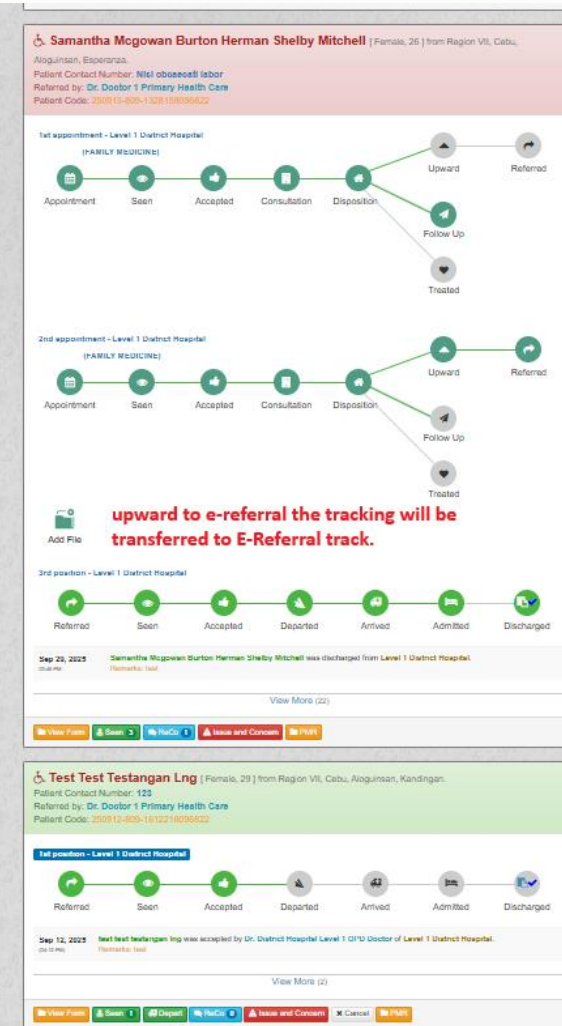 Samantha Mcgowan Burton Herman Shelby Mitchell [ Female, 26 ] from Region VII, Cebu,
Aloguinsan, Esperanza.
Patient Contact Number: Nisi obcaecati labor
Referred by: Dr. Doctor 1 Primary Health Care
Patient Code:
1st appointment - Level 1 District Hospital
(FAMILY MEDICINE)
Upward Referred
Appointment Seen Accepted Consultation Disposition
Follow Up
Treated
2nd appointment - Level 1 District Hospital
(FAMILY MEDICINE)
Upward Referred
Appointment Seen Accepted Consultation Disposition
Follow Up
Treated
Add File
upward to e-referral the tracking will be
transferred to E-Referral track.
3rd position - Level 1 District Hospital
Referred Seen Accepted Departed Arrived Admitted Discharged
Sep 20, 2025 Samantha Mcgowan Burton Herman Shelby Mitchell was discharged from Level 1 District Hospital.
Remarks: test
View More (22)
View Form Seen 3 ReCo 1 Issue and Concern PMR
Test Test Testangan Lng [ Female, 29 ] from Region VII, Cebu, Aloguinsan, Kandingan.
Patient Contact Number: 123
Referred by: Dr. Doctor 1 Primary Health Care
Patient Code:
1st position - Level 1 District Hospital
Referred Seen Accepted Departed Arrived Admitted Discharged
Sep 12, 2025 test test testangan lng was accepted by Dr. District Hospital Level 1 OPD Doctor of Level 1 District Hospital.
Remarks: test
View More (2)
View Form Seen 1 Depart ReCo 0 Issue and Concern Cancel PMR